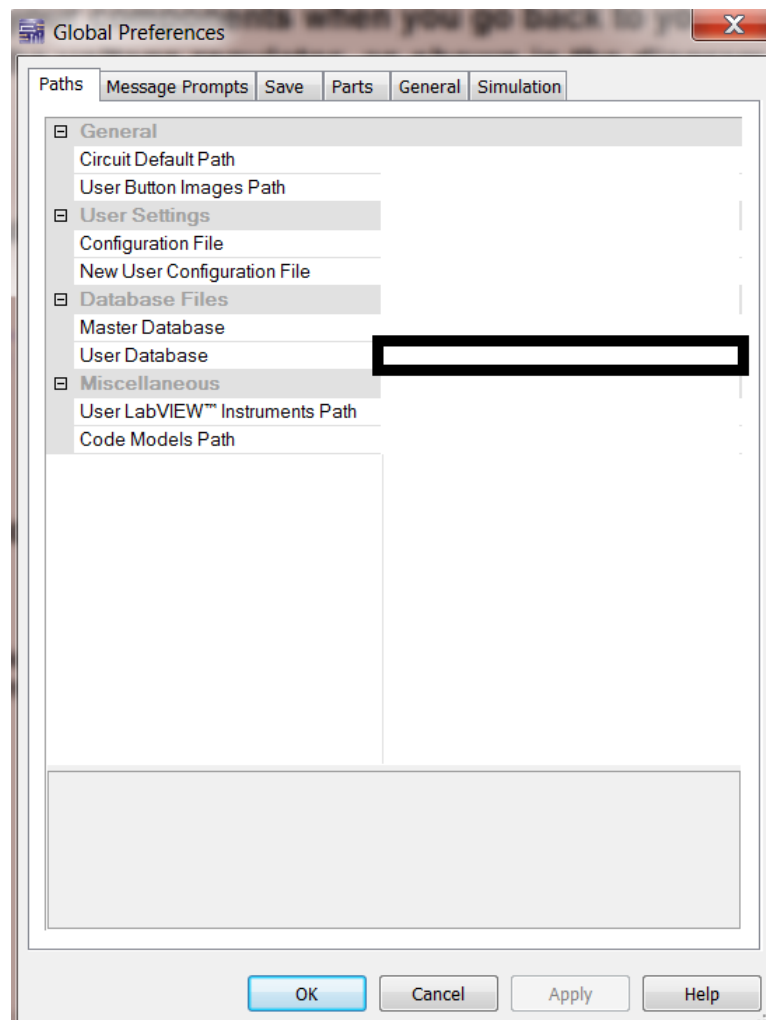 Global Preferences
X
Paths Message Prompts Save Parts General Simulation
General
Circuit Default Path
User Button Images Path
User Settings
Configuration File
New User Configuration File
Database Files
Master Database
User Database
Miscellaneous
User LabVIEW™ Instruments Path
Code Models Path
OK Cancel Apply Help